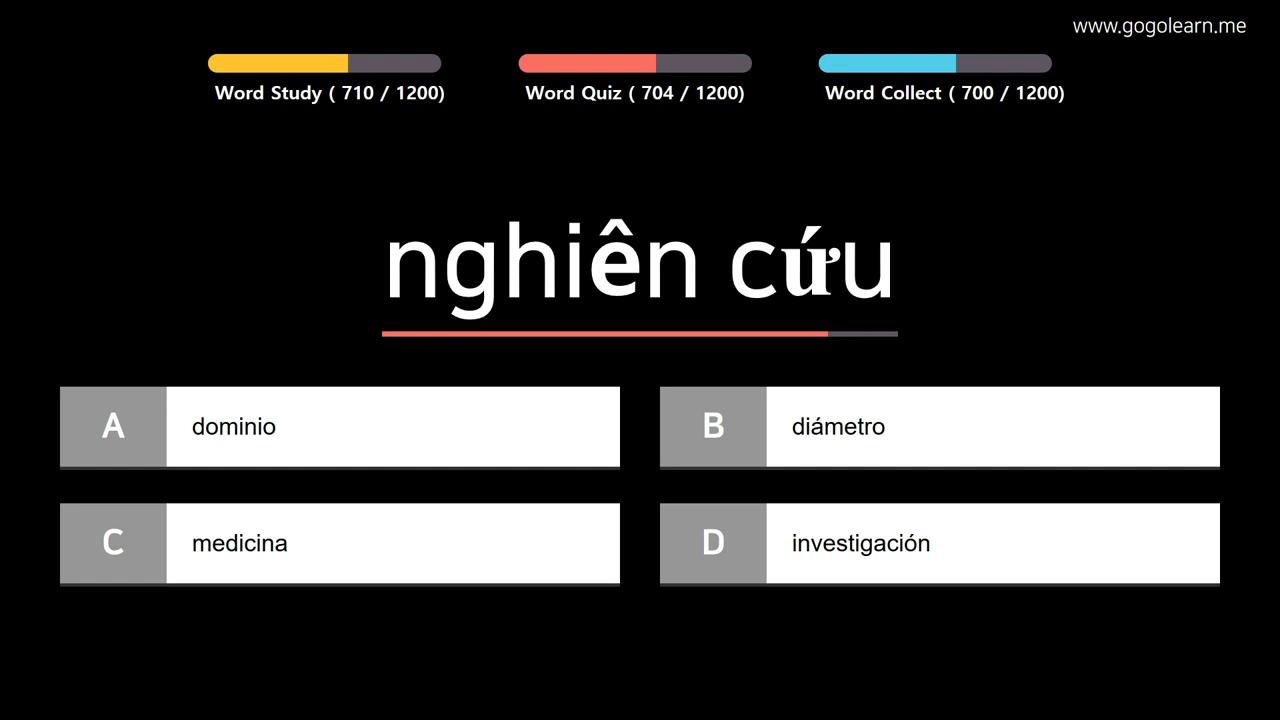 www.gogolearn.me
Word Study ( 710 / 1200)
Word Quiz ( 704 / 1200)
Word Collect ( 700 / 1200)
nghiên cứu
A dominio
B diámetro
C medicina
D investigación